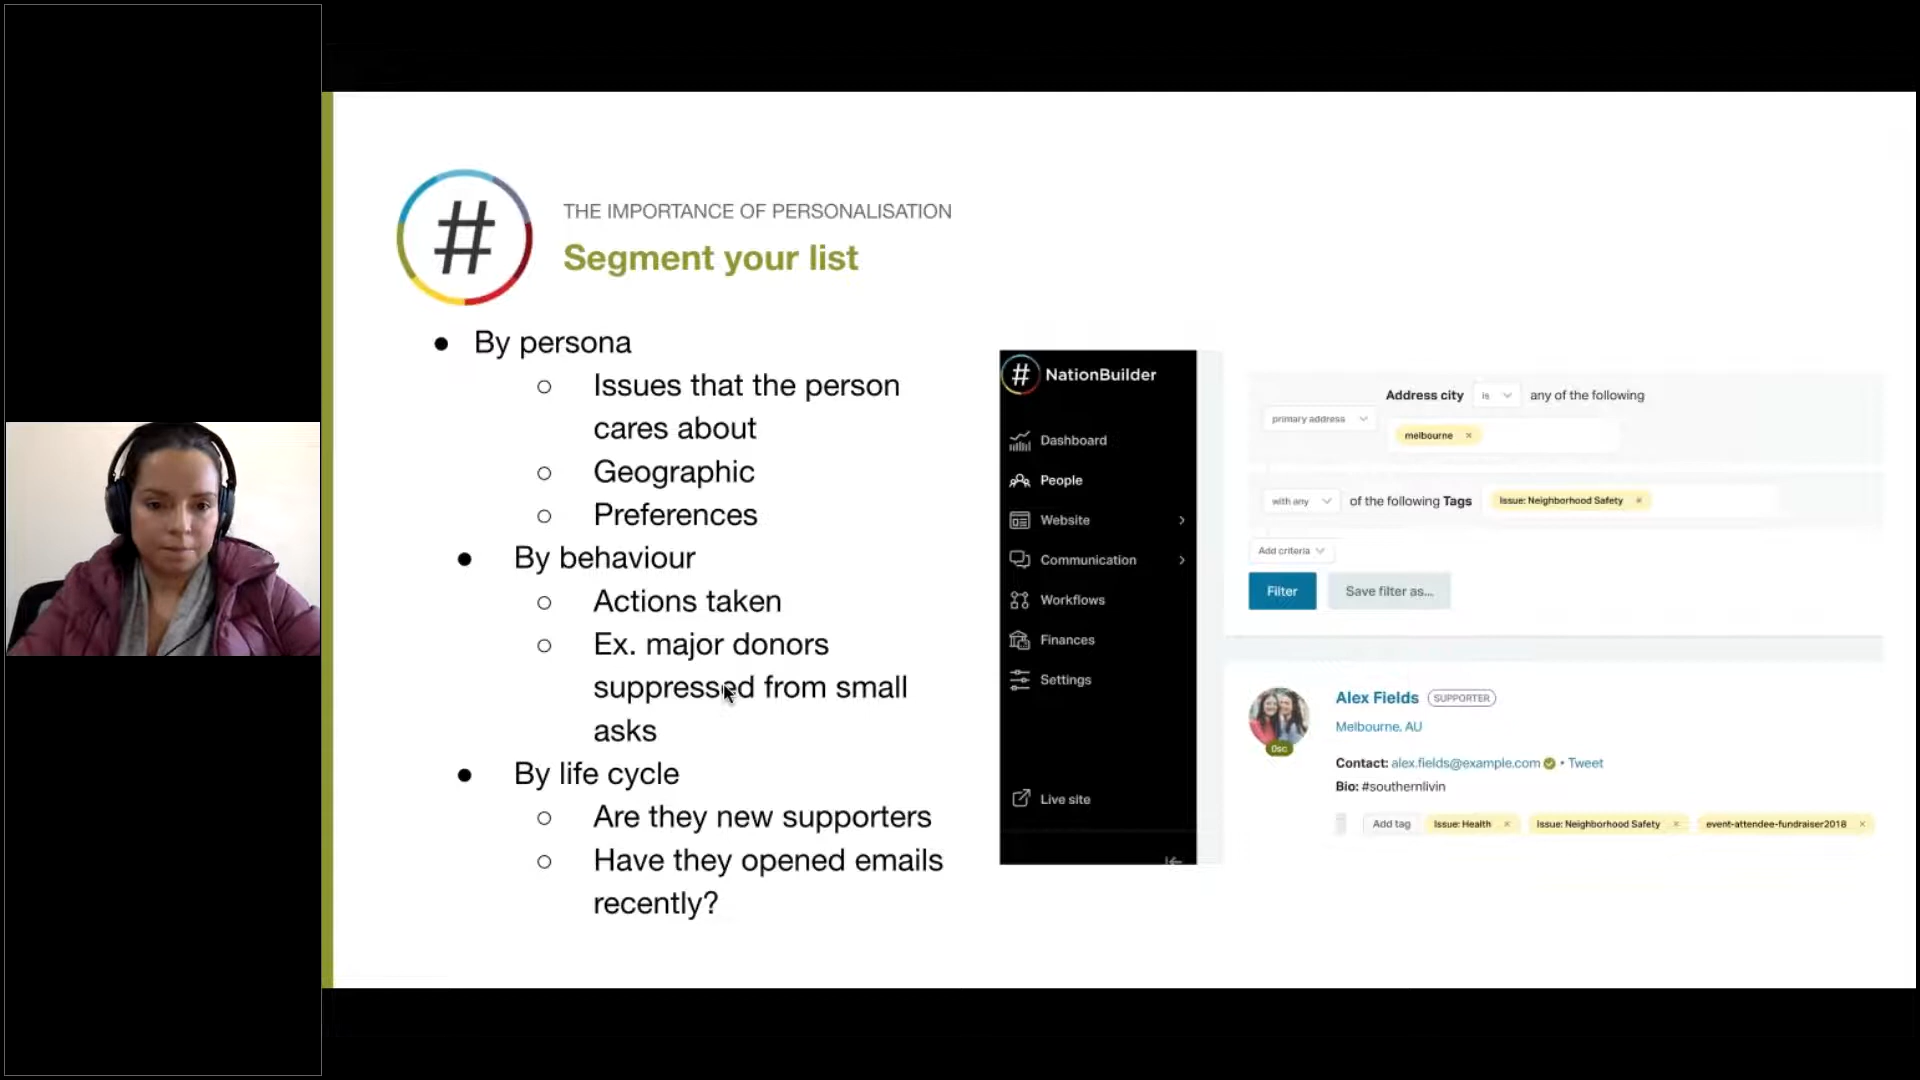 #
THE IMPORTANCE OF PERSONALISATION
Segment your list
● By persona
○ Issues that the person
cares about
○ Geographic
○ Preferences
● By behaviour
○ Actions taken
○ Ex. major donors
suppressed from small
asks
● By life cycle
○ Are they new supporters
○ Have they opened emails
recently?
# NationBuilder
Dashboard
People
Website
Communication
Workflows
Finances
Settings
Live site
Address city is any of the following
primary address
melbourne ×
with any of the following Tags Issue: Neighborhood Safety ×
Add criteria
Filter Save filter as...
Alex Fields SUPPORTER
Melbourne, AU
0sc
Contact: alex.fields@example.com • Tweet
Bio: #southernlivin
Add tag Issue: Health × Issue: Neighborhood Safety × event-attendee-fundraiser2018 ×